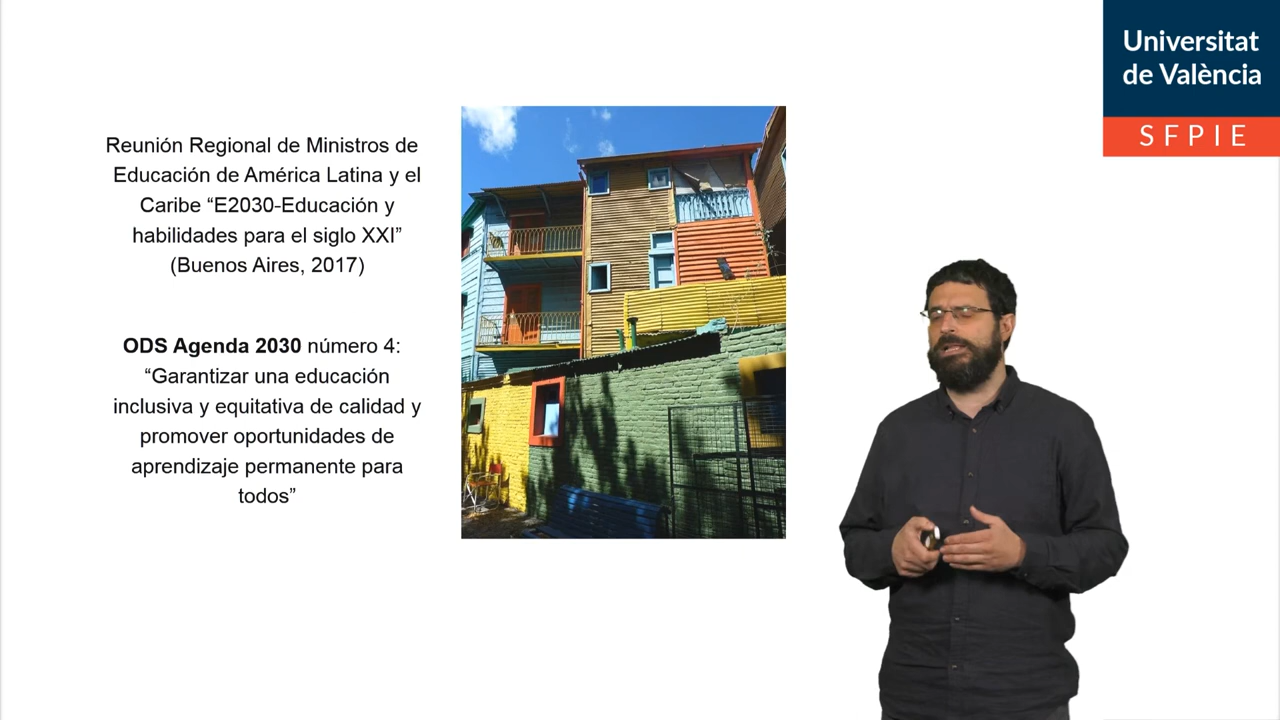 Universitat
de València
SFPIE
Reunión Regional de Ministros de
Educación de América Latina y el
Caribe “E2030-Educación y
habilidades para el siglo XXI”
(Buenos Aires, 2017)
ODS Agenda 2030 número 4:
“Garantizar una educación
inclusiva y equitativa de calidad y
promover oportunidades de
aprendizaje permanente para
todos”